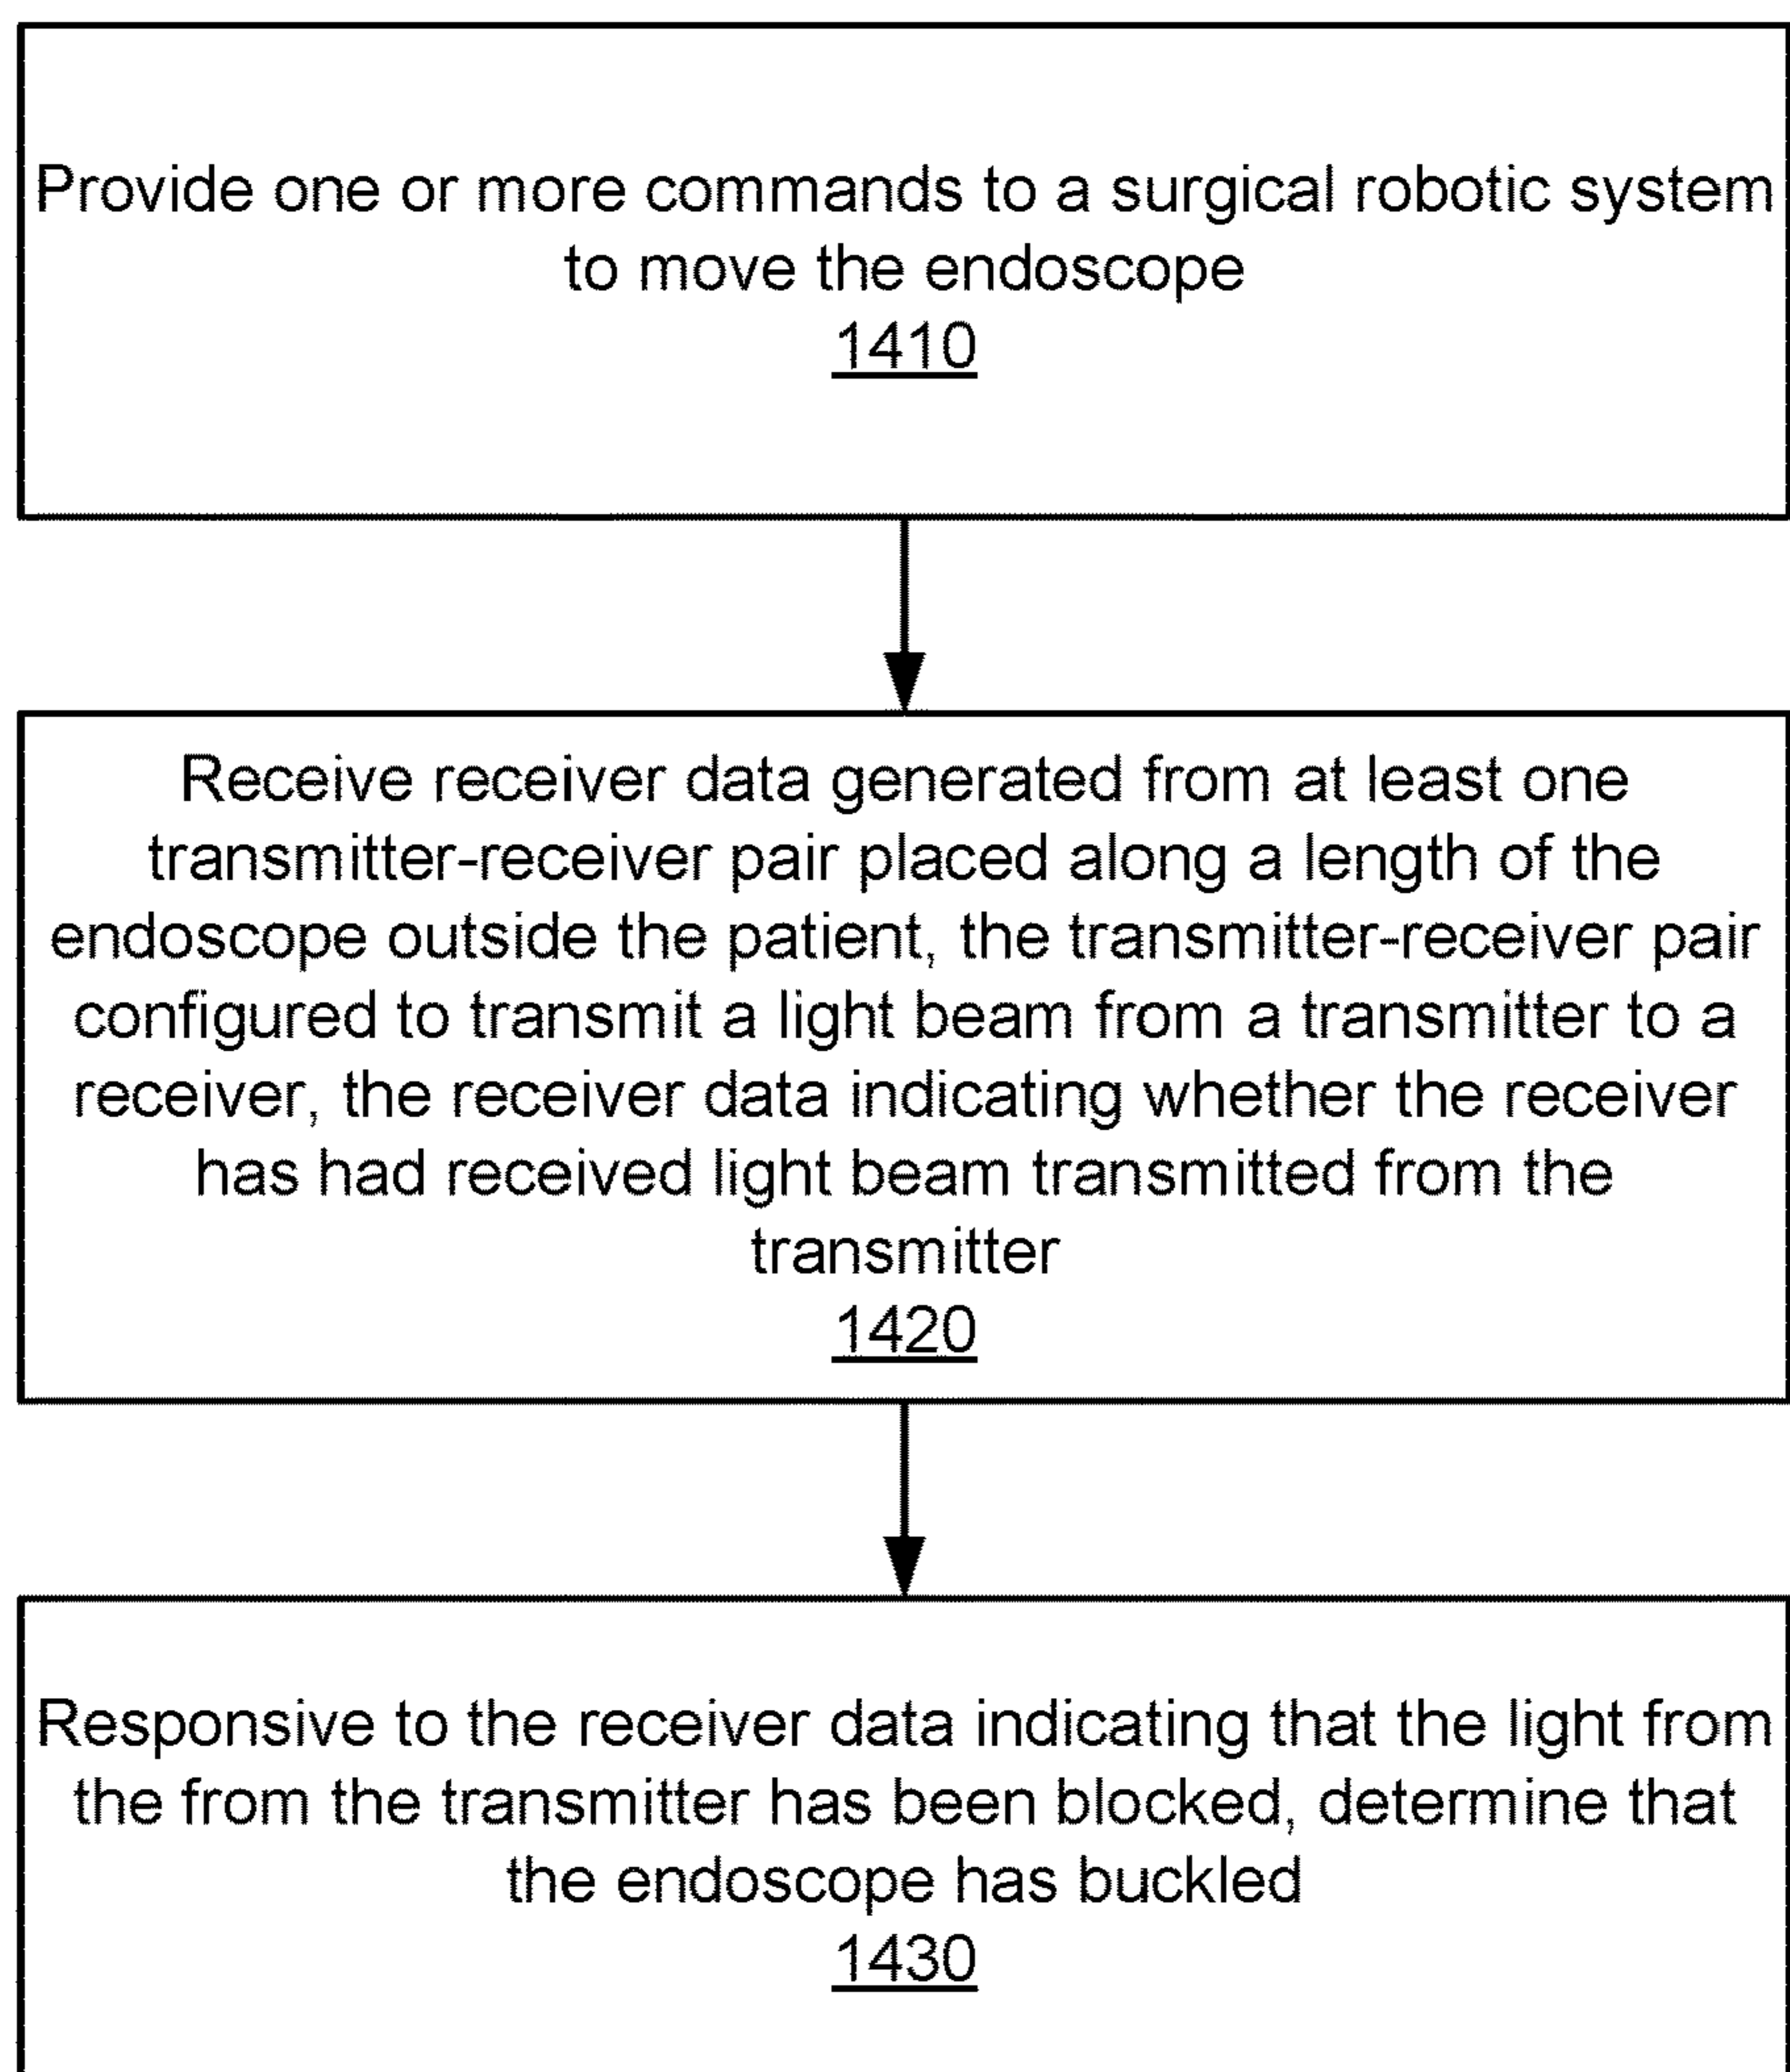 Provide one or more commands to a surgical robotic system
to move the endoscope
1410
Receive receiver data generated from at least one
transmitter-receiver pair placed along a length of the
endoscope outside the patient, the transmitter-receiver pair
configured to transmit a light beam from a transmitter to a
receiver, the receiver data indicating whether the receiver
has had received light beam transmitted from the
transmitter
1420
Responsive to the receiver data indicating that the light from
the from the transmitter has been blocked, determine that
the endoscope has buckled
1430